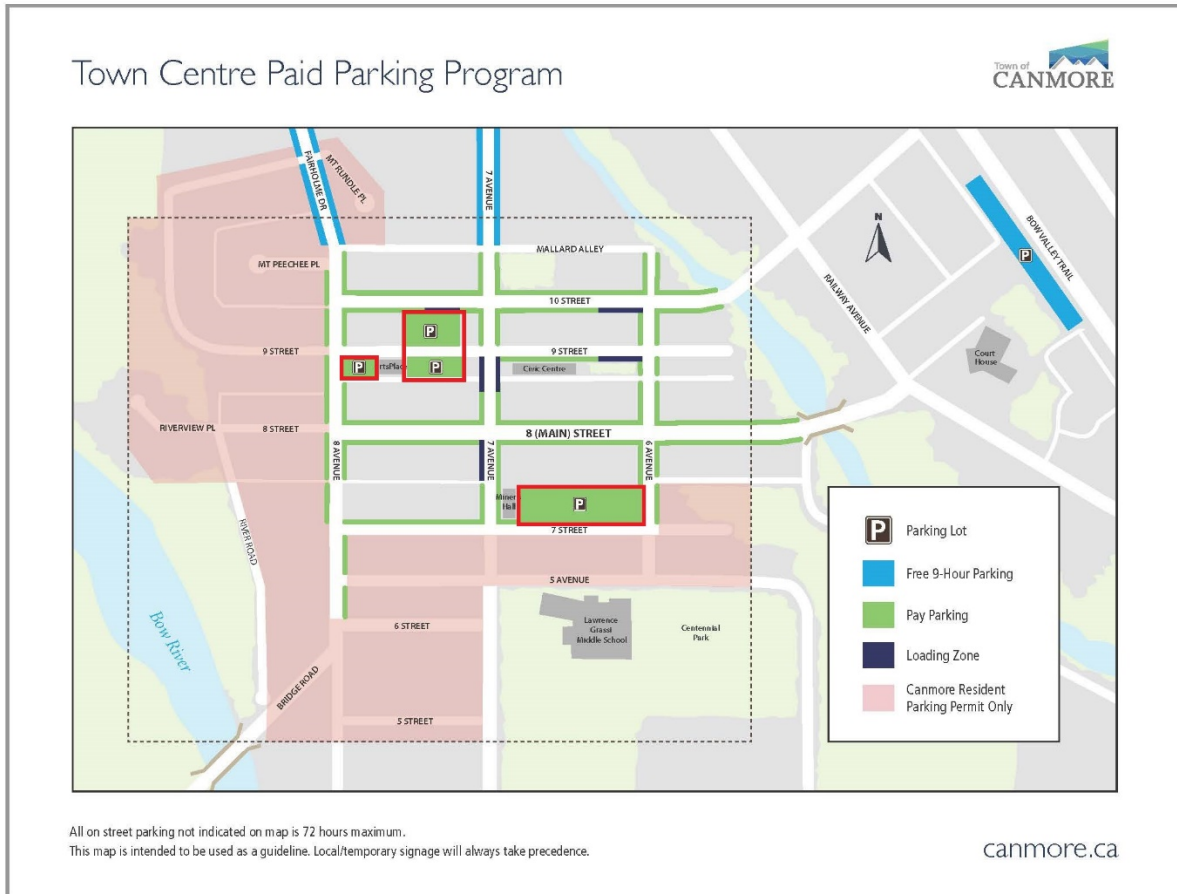 Town Centre Paid Parking Program
Town of
CANMORE
FAIRHOLME DR
MT RUNDLE PL
7 AVENUE
BOW VALLEY TRAIL
N
MALLARD ALLEY
MT PEECHEE PL
P
RAILWAY AVENUE
10 STREET
P
9 STREET
9 STREET
P
P
Civic Centre
Court
House
RIVERVIEW PL
8 STREET
8 (MAIN) STREET
8 AVENUE
7 AVENUE
6 AVENUE
P
Hall
7 STREET
RIVER ROAD
5 AVENUE
Bow River
6 STREET
Lawrence
Grassi
Middle School
Centennial
Park
BRIDGE ROAD
5 STREET
P Parking Lot
Free 9-Hour Parking
Pay Parking
Loading Zone
Canmore Resident
Parking Permit Only
All on street parking not indicated on map is 72 hours maximum.
This map is intended to be used as a guideline. Local/temporary signage will always take precedence.
canmore.ca